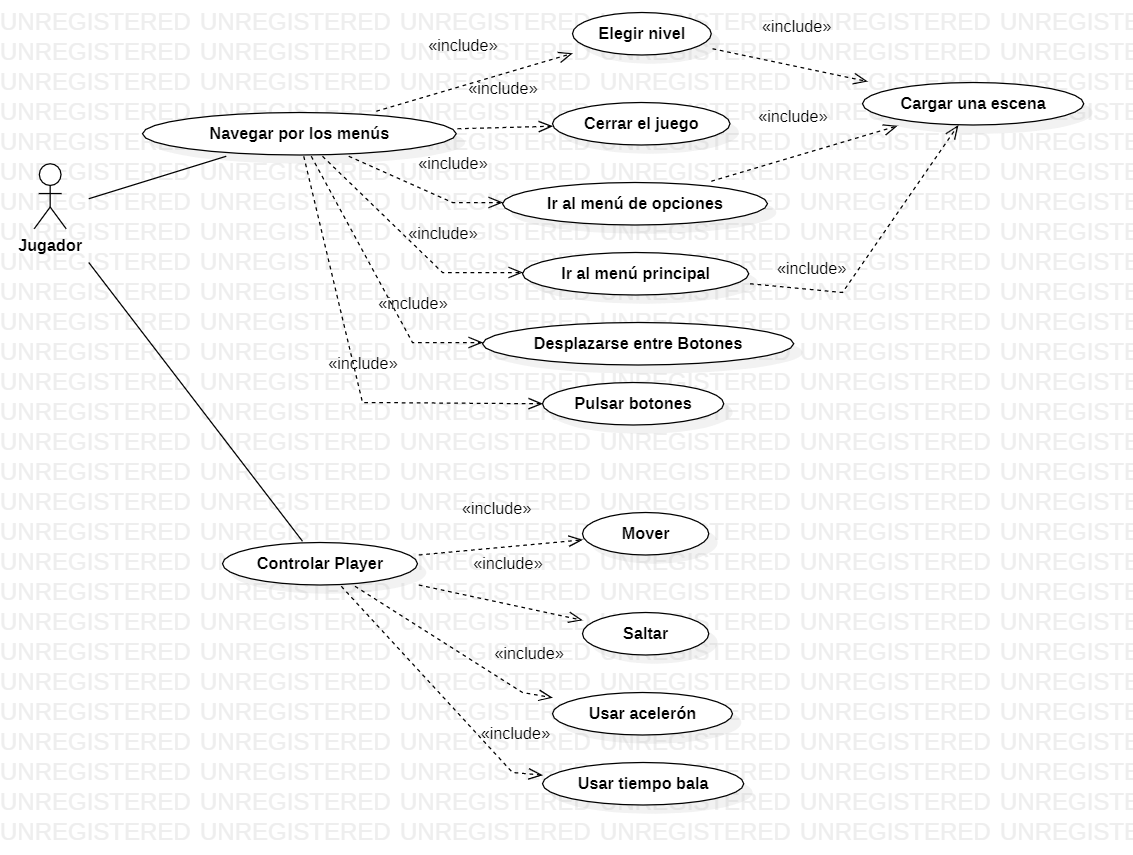 Elegir nivel
«include»
«include»
«include»
Cargar una escena
Cerrar el juego
«include»
Navegar por los menús
«include»
Ir al menú de opciones
«include»
Jugador
Ir al menú principal
«include»
«include»
Desplazarse entre Botones
«include»
Pulsar botones
«include»
Mover
Controlar Player
«include»
Saltar
«include»
Usar acelerón
«include»
Usar tiempo bala
UNREGISTERED